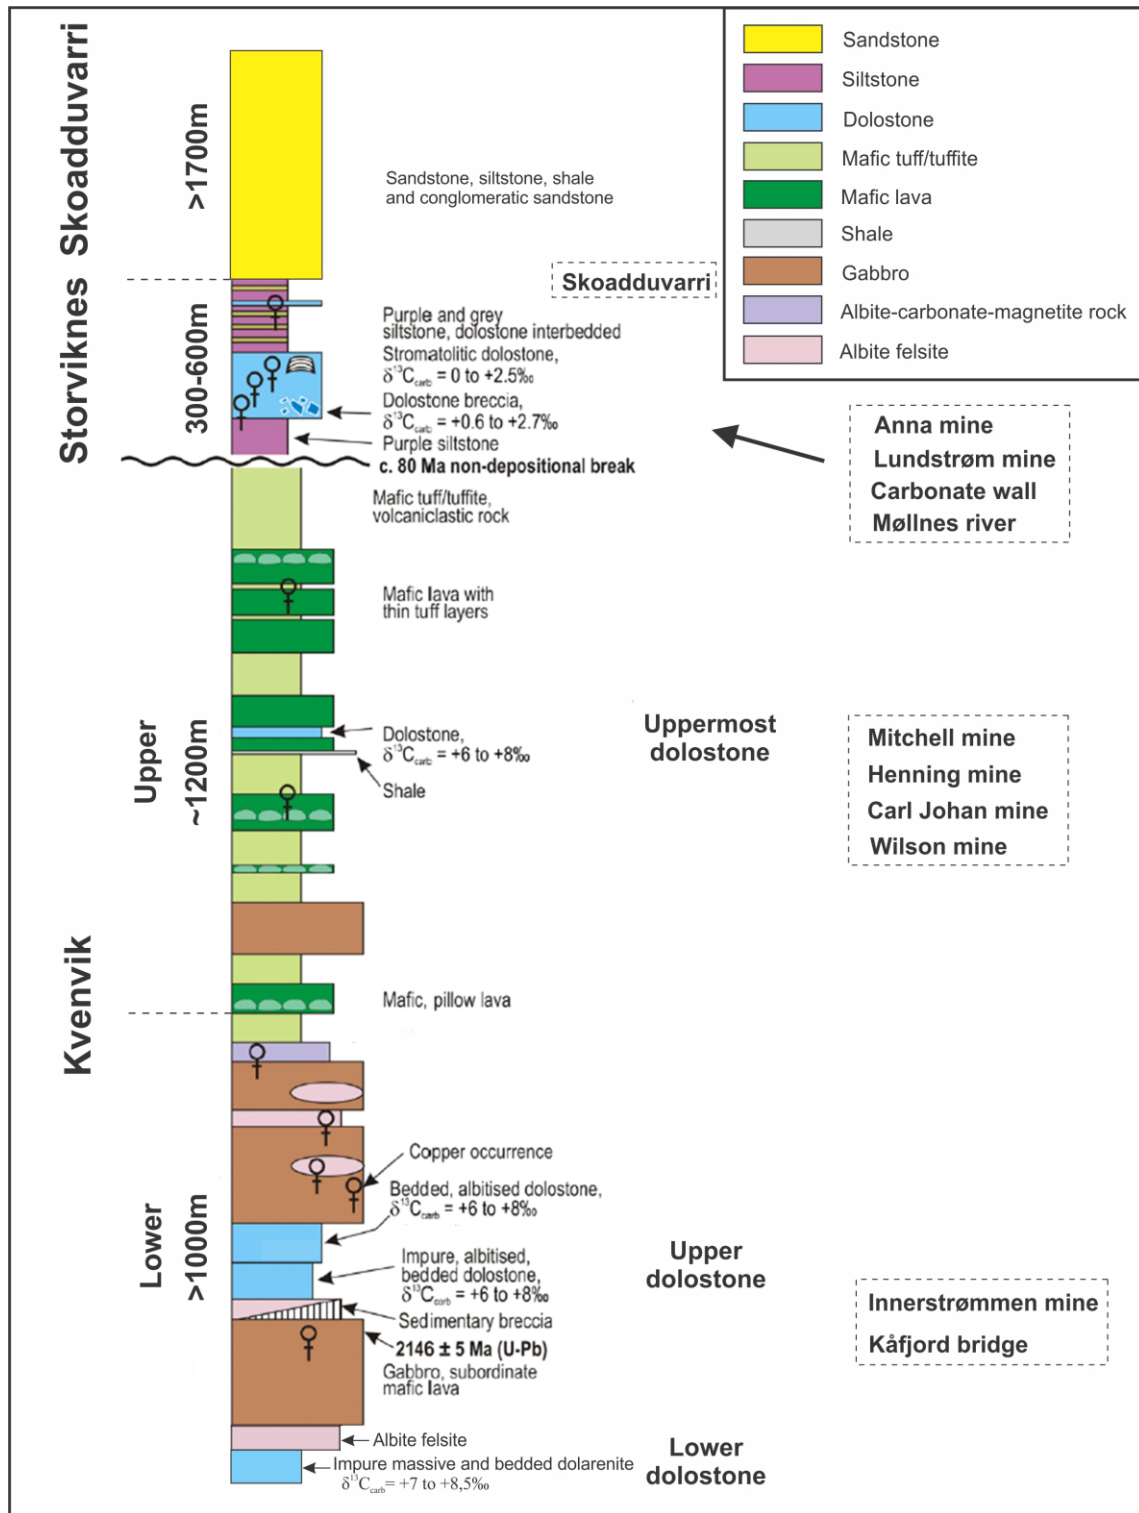 Skoadduvarri
>1700m
Sandstone, siltstone, shale
and conglomeratic sandstone
Sandstone
Siltstone
Dolostone
Mafic tuff/tuffite
Mafic lava
Shale
Gabbro
Albite-carbonate-magnetite rock
Albite felsite
Skoadduvarri
Storviknes
300-600m
Purple and grey
siltstone, dolostone interbedded
Stromatolitic dolostone,
δ¹³Ccarb = 0 to +2.5‰
Dolostone breccia,
δ¹³Ccarb = +0.6 to +2.7‰
Purple siltstone
c. 80 Ma non-depositional break
Anna mine
Lundstrøm mine
Carbonate wall
Møllnes river
Kvenvik
Upper
~1200m
Mafic tuff/tuffite,
volcaniclastic rock
Mafic lava with
thin tuff layers
Dolostone,
δ¹³Ccarb = +6 to +8‰
Shale
Uppermost
dolostone
Mitchell mine
Henning mine
Carl Johan mine
Wilson mine
Mafic, pillow lava
Lower
>1000m
Copper occurrence
Bedded, albitised dolostone,
δ¹³Ccarb = +6 to +8‰
Impure, albitised,
bedded dolostone,
δ¹³Ccarb = +6 to +8‰
Sedimentary breccia
2146 ± 5 Ma (U-Pb)
Gabbro, subordinate
mafic lava
Upper
dolostone
Innerstrømmen mine
Kåfjord bridge
Albite felsite
Impure massive and bedded dolarenite
δ¹³Ccarb= +7 to +8,5‰
Lower
dolostone